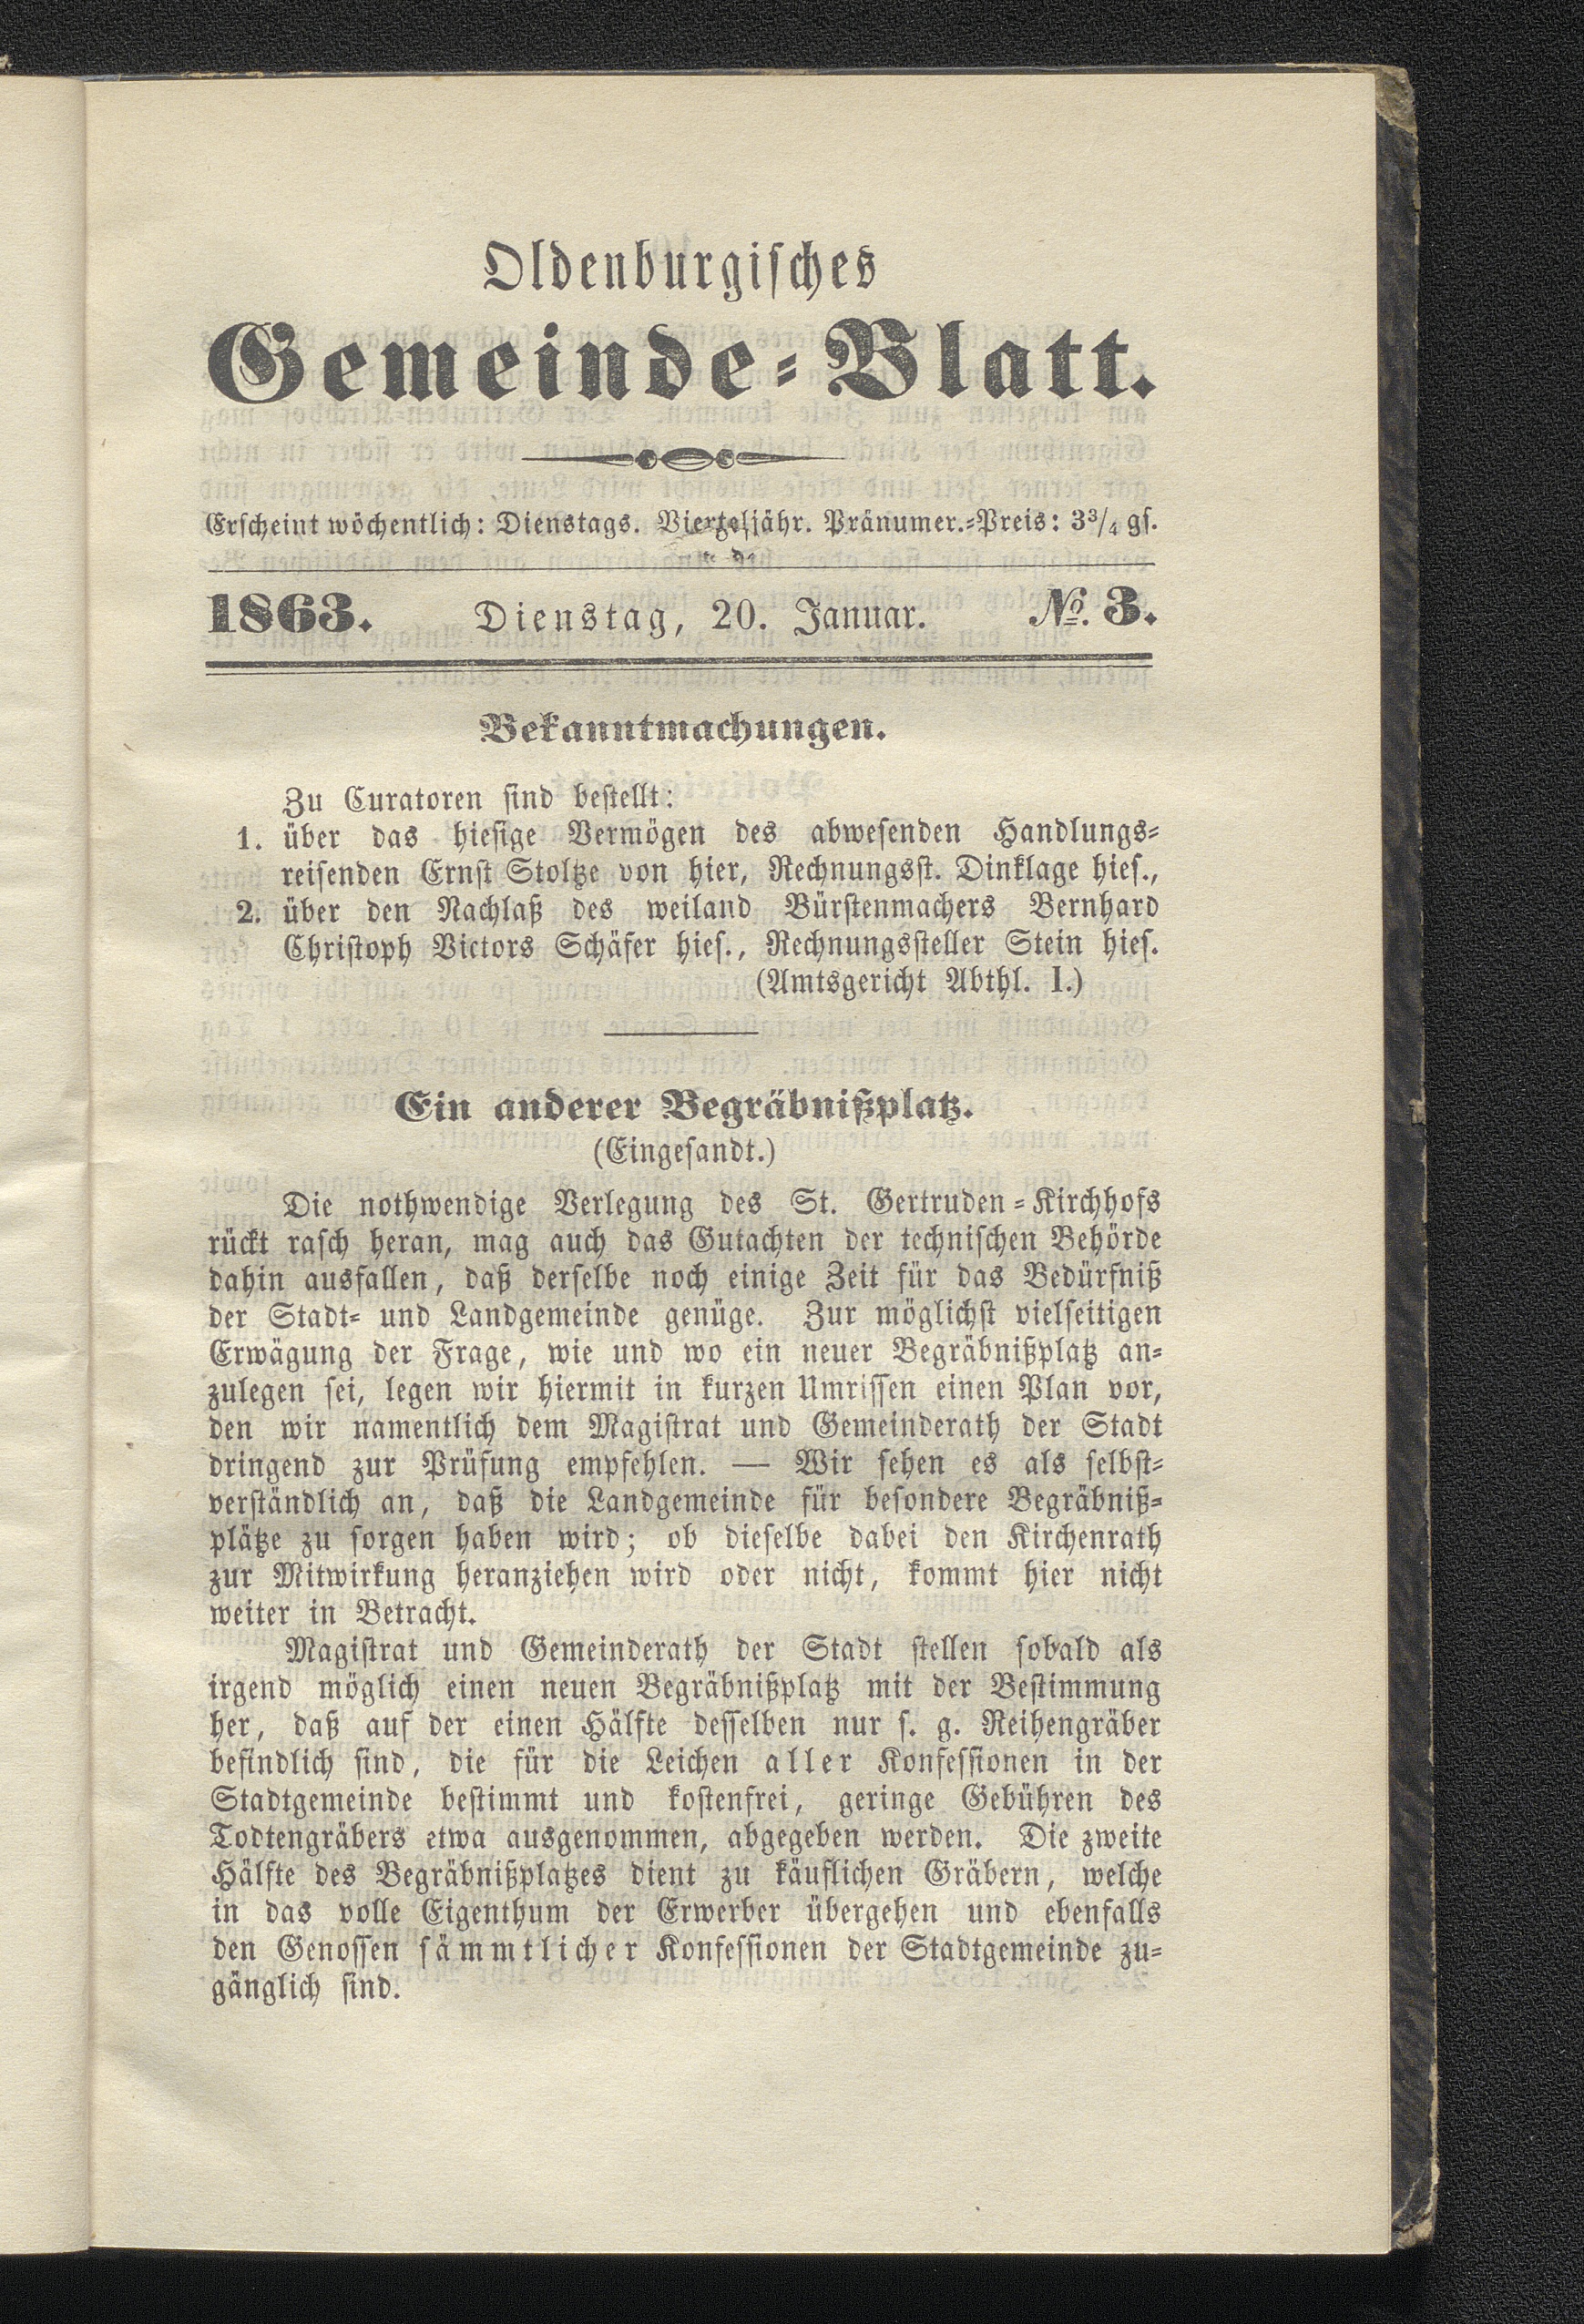 Oldenburgisches
Gemeinde-Blatt.
Erscheint wöchentlich: Dienstags. Vierteljähr. Pränumer.-Preis: 3¾ gs.
1863. Dienstag, 20. Januar. No. 3.
Bekanntmachungen.
Zu Curatoren sind bestellt:
1. über das hiesige Vermögen des abwesenden Handlungs-
reisenden Ernst Stoltze von hier, Rechnungsst. Dinklage hies.,
2. über den Nachlaß des weiland Bürstenmachers Bernhard
Christoph Victors Schäfer hies., Rechnungssteller Stein hies.
(Amtsgericht Abthl. I.)
Ein anderer Begräbnißplatz.
(Eingesandt.)
Die nothwendige Verlegung des St. Gertruden-Kirchhofs
rückt rasch heran, mag auch das Gutachten der technischen Behörde
dahin ausfallen, daß derselbe noch einige Zeit für das Bedürfniß
der Stadt- und Landgemeinde genüge. Zur möglichst vielseitigen
Erwägung der Frage, wie und wo ein neuer Begräbnißplatz an-
zulegen sei, legen wir hiermit in kurzen Umrissen einen Plan vor,
den wir namentlich dem Magistrat und Gemeinderath der Stadt
dringend zur Prüfung empfehlen. — Wir sehen es als selbst-
verständlich an, daß die Landgemeinde für besondere Begräbniß-
plätze zu sorgen haben wird; ob dieselbe dabei den Kirchenrath
zur Mitwirkung heranziehen wird oder nicht, kommt hier nicht
weiter in Betracht.
Magistrat und Gemeinderath der Stadt stellen sobald als
irgend möglich einen neuen Begräbnißplatz mit der Bestimmung
her, daß auf der einen Hälfte desselben nur s. g. Reihengräber
befindlich sind, die für die Leichen aller Konfessionen in der
Stadtgemeinde bestimmt und kostenfrei, geringe Gebühren des
Todtengräbers etwa ausgenommen, abgegeben werden. Die zweite
Hälfte des Begräbnißplatzes dient zu käuflichen Gräbern, welche
in das volle Eigenthum der Erwerber übergehen und ebenfalls
den Genossen sämmtlicher Konfessionen der Stadtgemeinde zu-
gänglich sind.